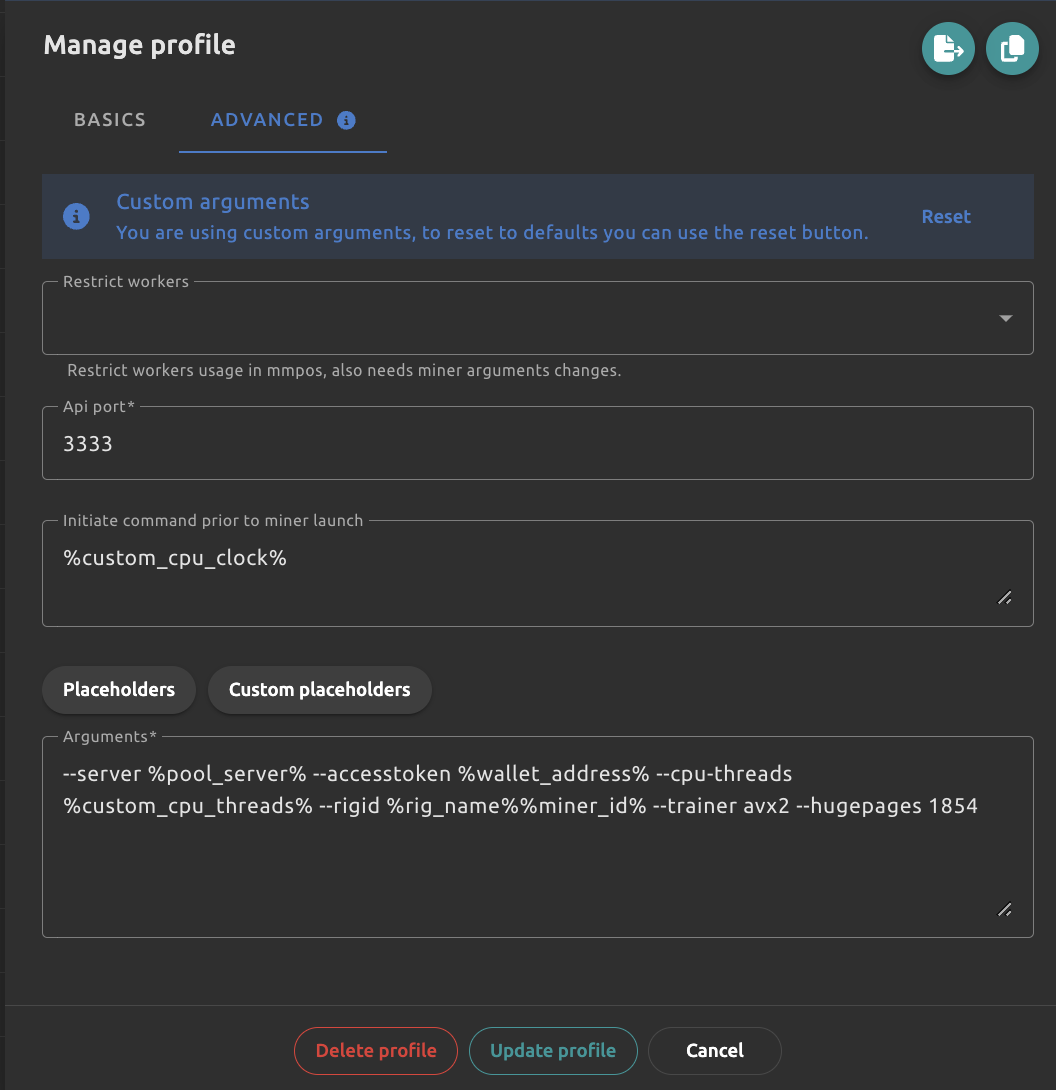 Manage profile
BASICS
ADVANCED
Custom arguments
You are using custom arguments, to reset to defaults you can use the reset button.
Reset
Restrict workers
Restrict workers usage in mmpos, also needs miner arguments changes.
Api port*
3333
Initiate command prior to miner launch
%custom_cpu_clock%
Placeholders
Custom placeholders
Arguments*
--server %pool_server% --accesstoken %wallet_address% --cpu-threads
%custom_cpu_threads% --rigid %rig_name%%miner_id% --trainer avx2 --hugepages 1854
Delete profile
Update profile
Cancel